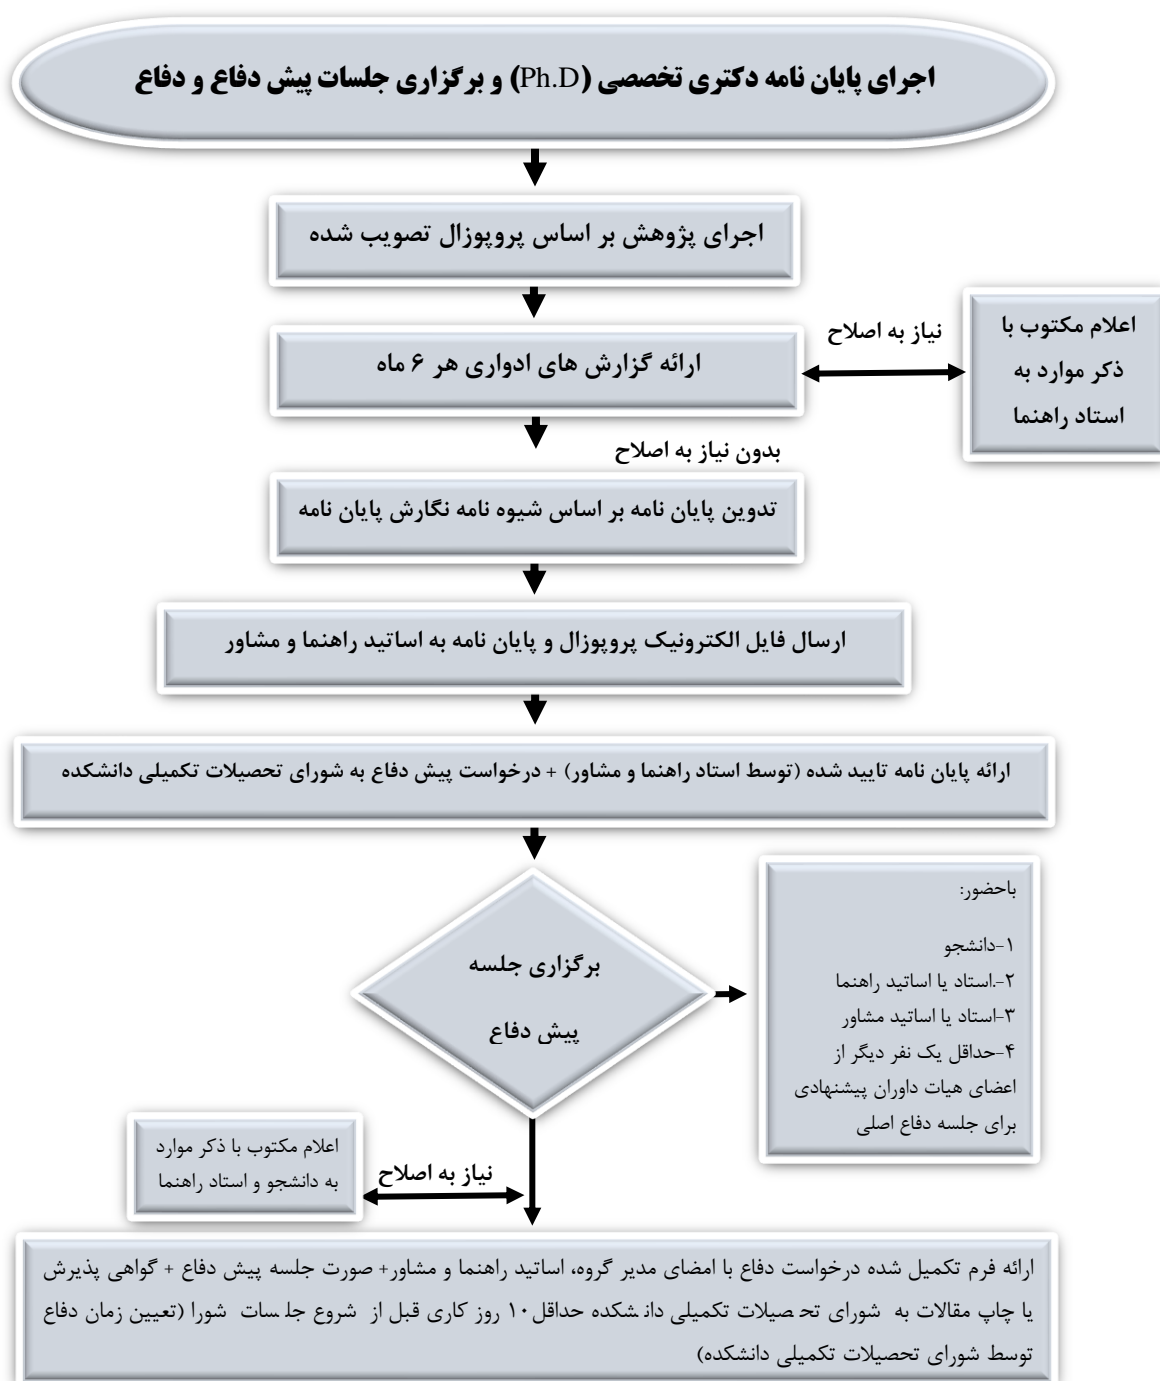 اجرای پایان نامه دکتری تخصصی (Ph.D) و برگزاری جلسات پیش دفاع و دفاع
اجرای پژوهش بر اساس پروپوزال تصویب شده
ارائه گزارش های ادواری هر ۶ ماه
نیاز به اصلاح
اعلام مکتوب با
ذکر موارد به
استاد راهنما
بدون نیاز به اصلاح
تدوین پایان نامه بر اساس شیوه نامه نگارش پایان نامه
ارسال فایل الکترونیک پروپوزال و پایان نامه به اساتید راهنما و مشاور
ارائه پایان نامه تایید شده (توسط استاد راهنما و مشاور) + درخواست پیش دفاع به شورای تحصیلات تکمیلی دانشکده
برگزاری جلسه
پیش دفاع
باحضور:
۱-دانشجو
۲-.استاد یا اساتید راهنما
۳-استاد یا اساتید مشاور
۴-حداقل یک نفر دیگر از
اعضای هیات داوران پیشنهادی
برای جلسه دفاع اصلی
نیاز به اصلاح
اعلام مکتوب با ذکر موارد
به دانشجو و استاد راهنما
ارائه فرم تکمیل شده درخواست دفاع با امضای مدیر گروه، اساتید راهنما و مشاور+ صورت جلسه پیش دفاع + گواهی پذیرش
یا چاپ مقالات به شورای تحصیلات تکمیلی دانشکده حداقل۱۰ روز کاری قبل از شروع جلسات شورا (تعیین زمان دفاع
توسط شورای تحصیلات تکمیلی دانشکده)